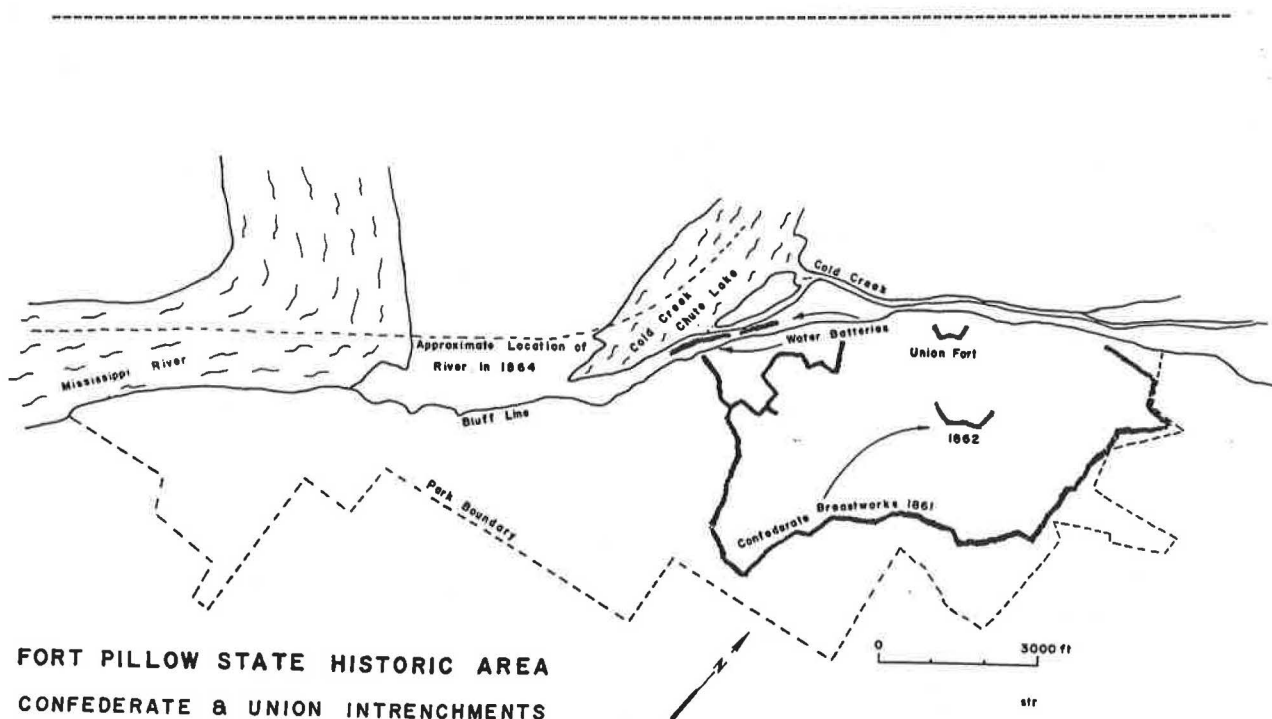 Cold Creek
Cold Creek
Chute Lake
Water Batteries
Union Fort
Approximate Location of
River In 1864
Mississippi River
Bluff Line
1862
Park Boundary
Confederate Breastworks 1861
N
0 3000 ft
str
FORT PILLOW STATE HISTORIC AREA
CONFEDERATE & UNION INTRENCHMENTS